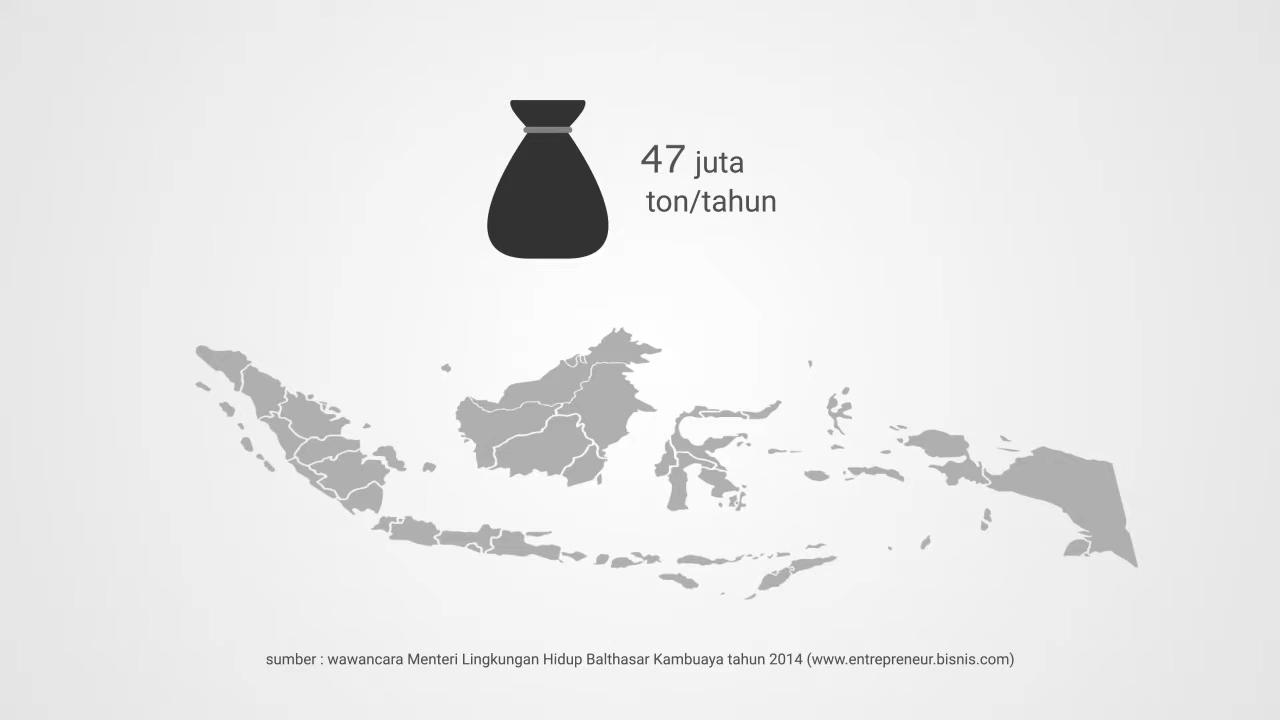 47 juta
ton/tahun
sumber : wawancara Menteri Lingkungan Hidup Balthasar Kambuaya tahun 2014 (www.entrepreneur.bisnis.com)